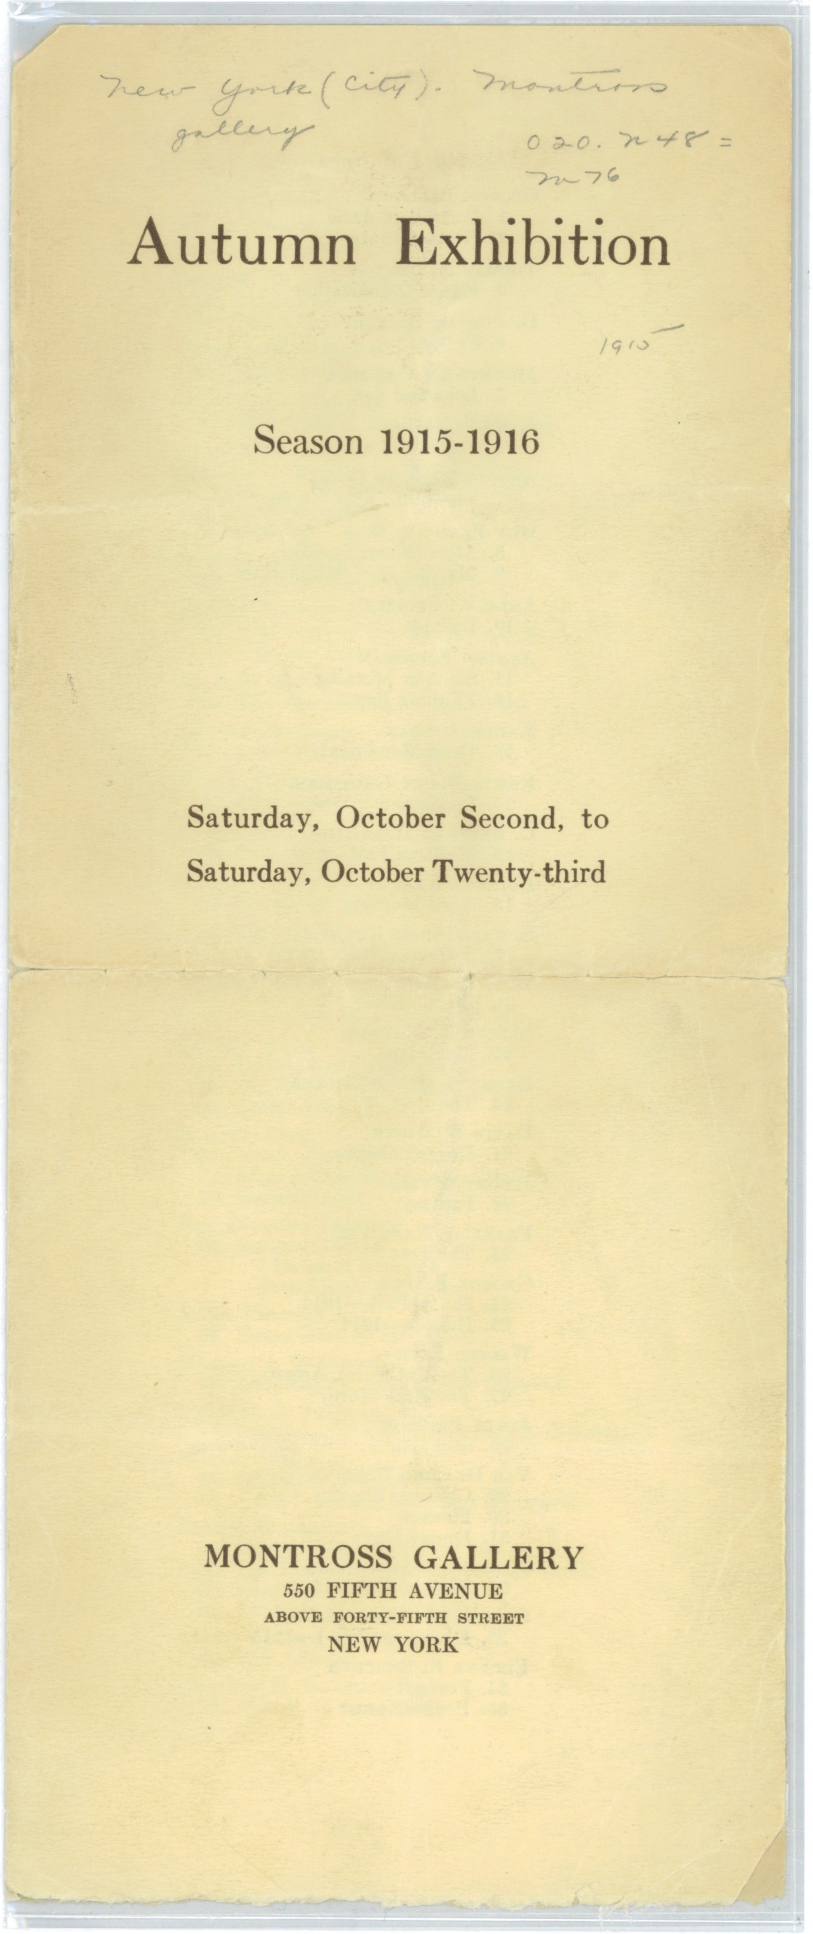 New York (City). Montross
gallery
020. N48 =
M76
Autumn Exhibition
1915
Season 1915-1916
Saturday, October Second, to
Saturday, October Twenty-third
MONTROSS GALLERY
550 FIFTH AVENUE
ABOVE FORTY-FIFTH STREET
NEW YORK